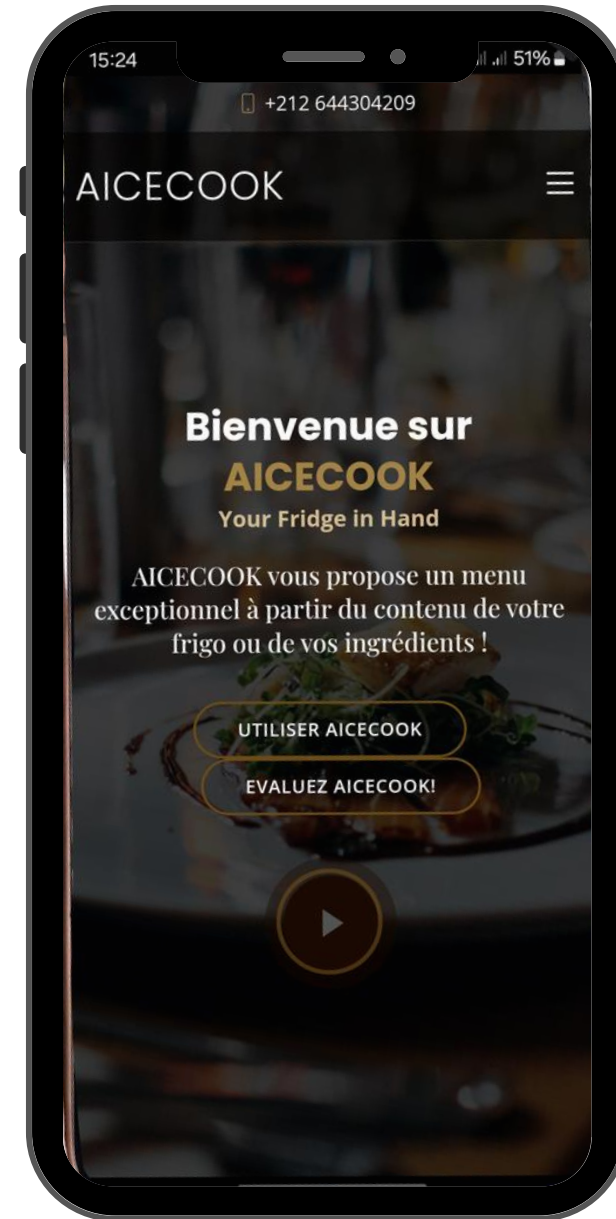 15:24 51%
+212 644304209
AICECOOK
Bienvenue sur
AICECOOK
Your Fridge in Hand
AICECOOK vous propose un menu
exceptionnel à partir du contenu de votre
frigo ou de vos ingrédients !
UTILISER AICECOOK
EVALUEZ AICECOOK!